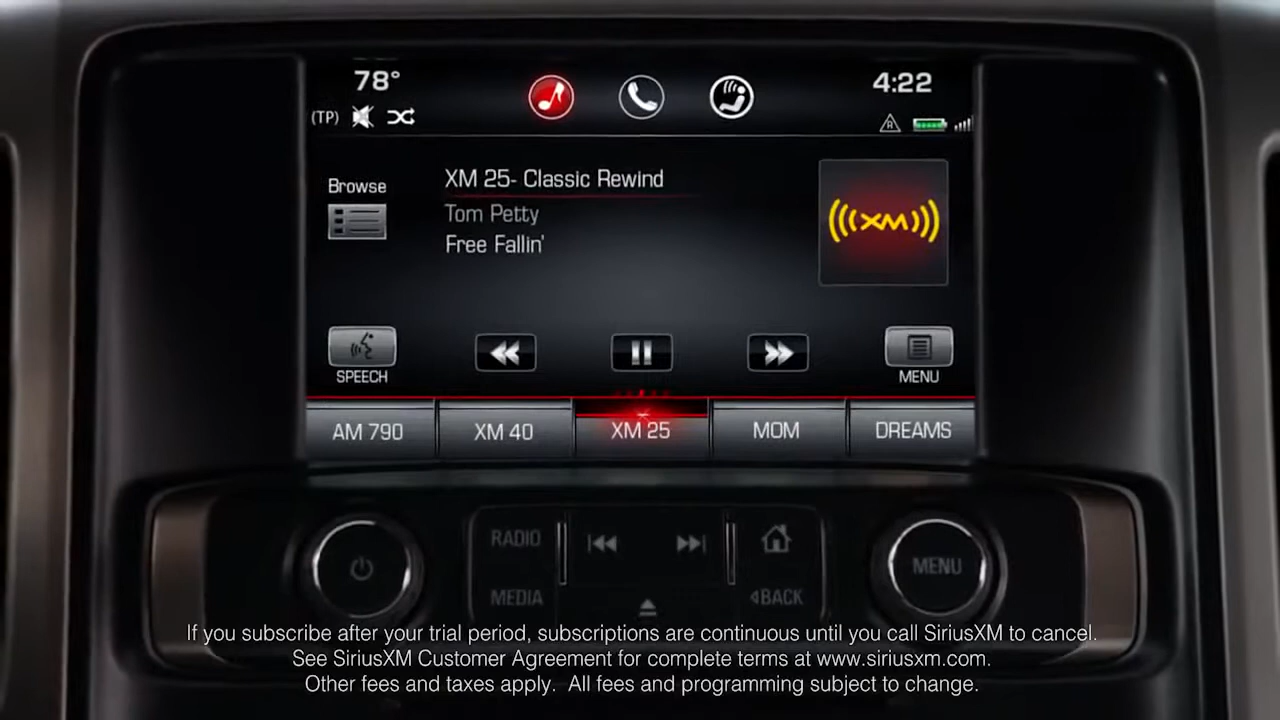 78°
4:22
(TP)
R
Browse
XM 25- Classic Rewind
Tom Petty
Free Fallin'
((((XM))))
SPEECH
MENU
AM 790
XM 40
XM 25
MOM
DREAMS
RADIO
MEDIA
BACK
MENU
If you subscribe after your trial period, subscriptions are continuous until you call SiriusXM to cancel.
See SiriusXM Customer Agreement for complete terms at www.siriusxm.com.
Other fees and taxes apply.  All fees and programming subject to change.